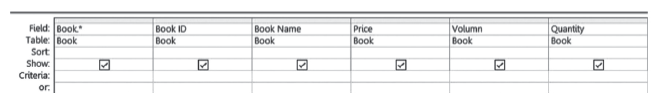 Field: Book.* Book ID Book Name Price Volumn Quantity
Table: Book Book Book Book Book Book
Sort:
Show:
Criteria:
or: